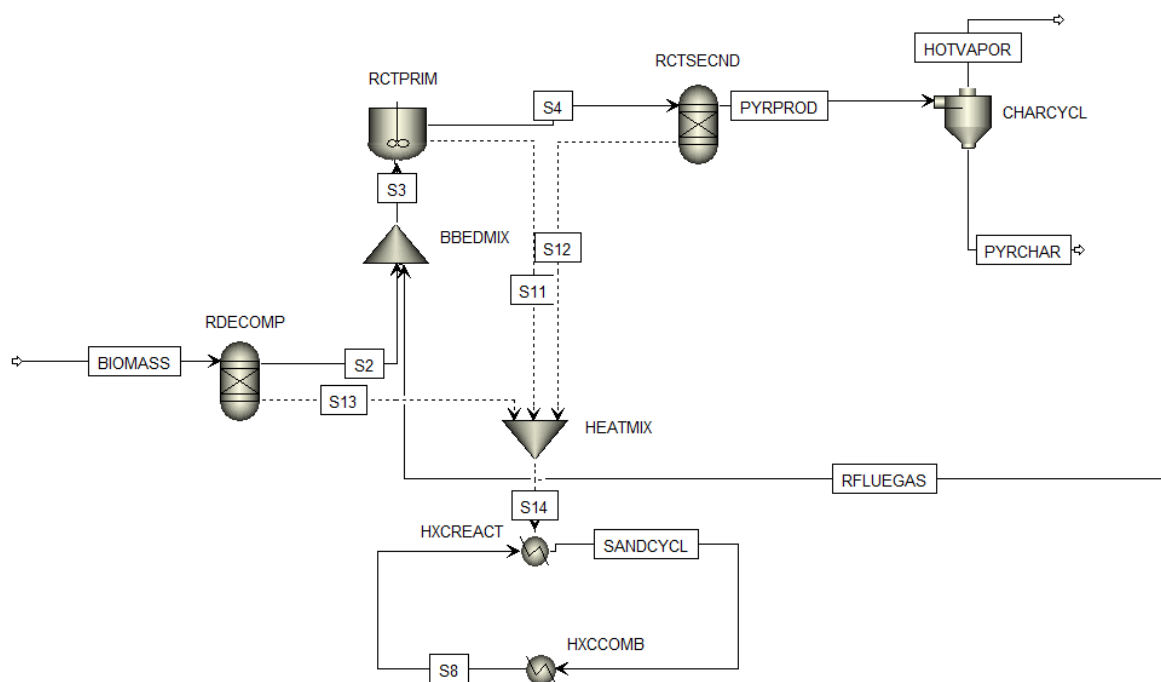 HOTVAPOR
RCTSECND
RCTPRIM
S4
PYRPROD
CHARCYCL
S3
BBEDMIX
S12
PYRCHAR
S11
RDECOMP
BIOMASS
S2
S13
HEATMIX
RFLUEGAS
S14
HXCREACT
SANDCYCL
HXCCOMB
S8